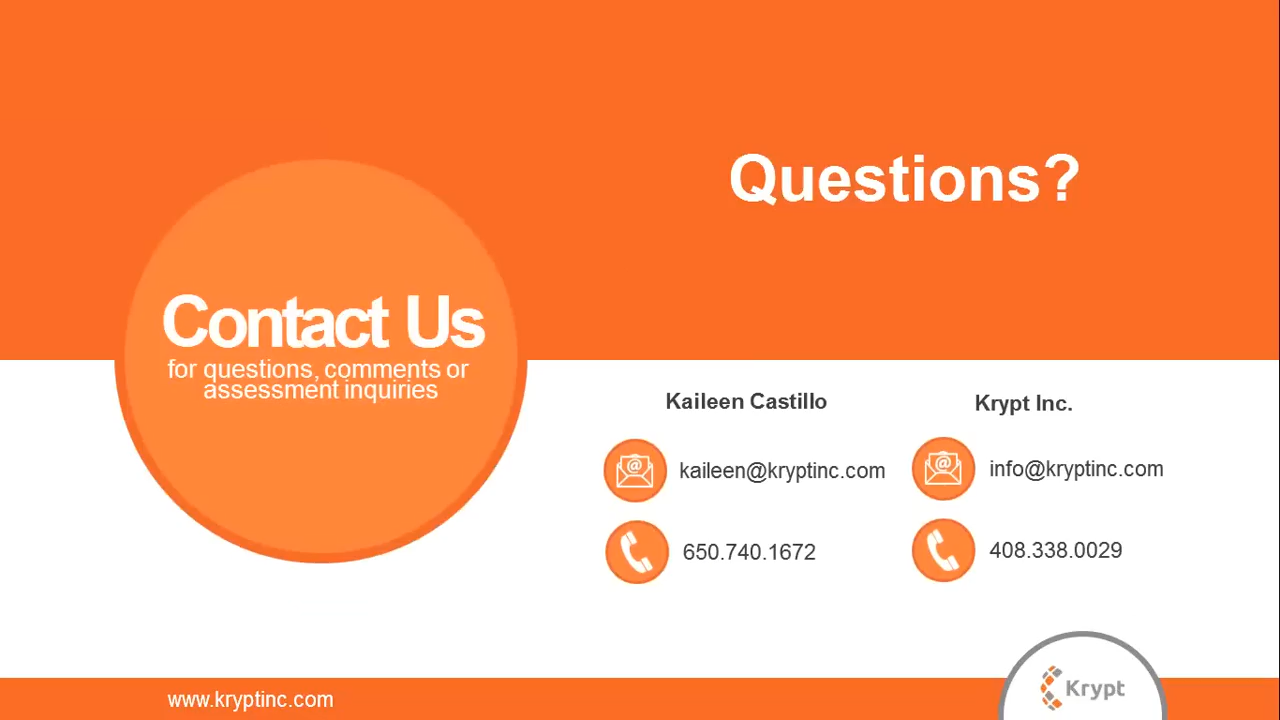 Questions?
Contact Us
for questions, comments or
assessment inquiries
Kaileen Castillo
kaileen@kryptinc.com
650.740.1672
Krypt Inc.
info@kryptinc.com
408.338.0029
www.kryptinc.com
Krypt